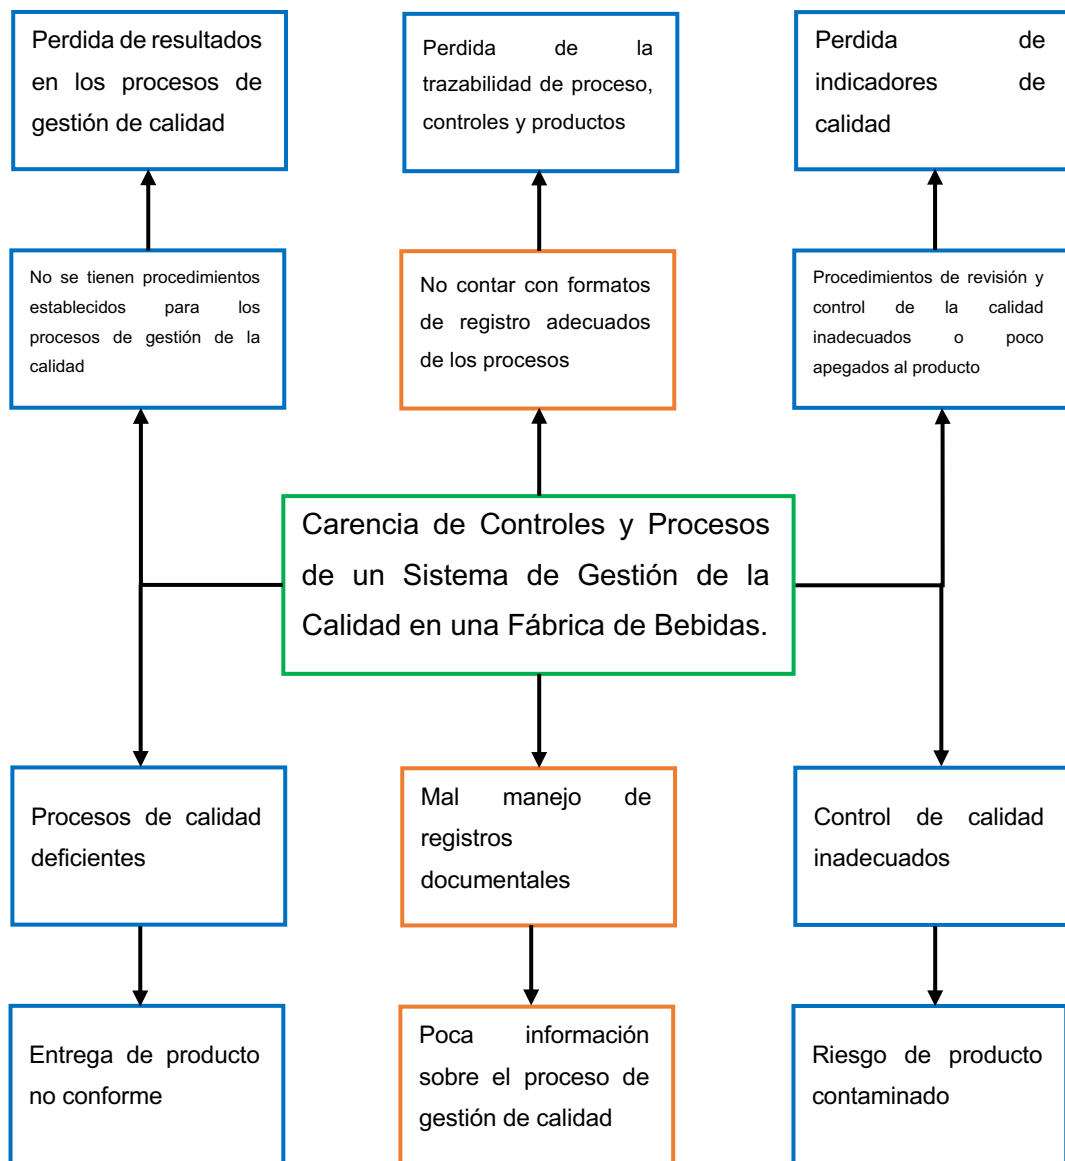 Perdida de resultados
en los procesos de
gestión de calidad
Perdida de la
trazabilidad de proceso,
controles y productos
Perdida de
indicadores de
calidad
No se tienen procedimientos
establecidos para los
procesos de gestión de la
calidad
No contar con formatos
de registro adecuados
de los procesos
Procedimientos de revisión y
control de la calidad
inadecuados o poco
apegados al producto
Carencia de Controles y Procesos
de un Sistema de Gestión de la
Calidad en una Fábrica de Bebidas.
Procesos de calidad
deficientes
Mal manejo de
registros
documentales
Control de calidad
inadecuados
Entrega de producto
no conforme
Poca información
sobre el proceso de
gestión de calidad
Riesgo de producto
contaminado